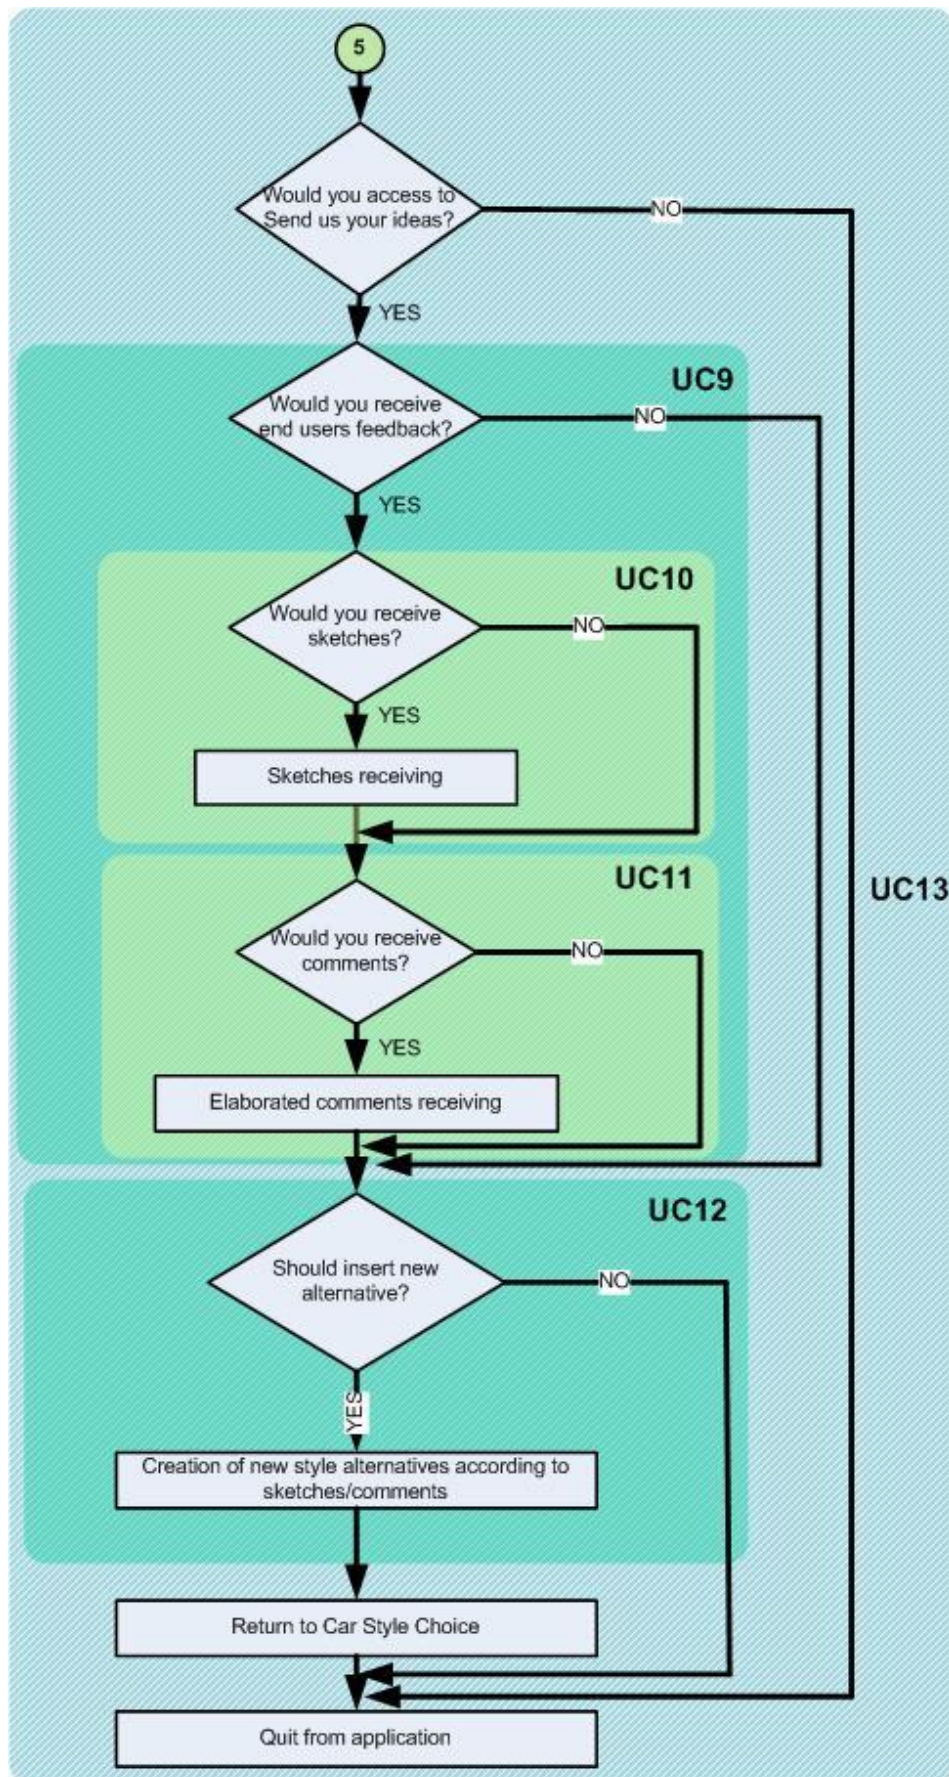 5
Would you access to
Send us your ideas?
NO
YES
UC9
Would you receive
end users feedback?
NO
YES
UC10
Would you receive
sketches?
NO
YES
Sketches receiving
UC11
UC13
Would you receive
comments?
NO
YES
Elaborated comments receiving
UC12
Should insert new
alternative?
NO
YES
Creation of new style alternatives according to
sketches/comments
Return to Car Style Choice
Quit from application